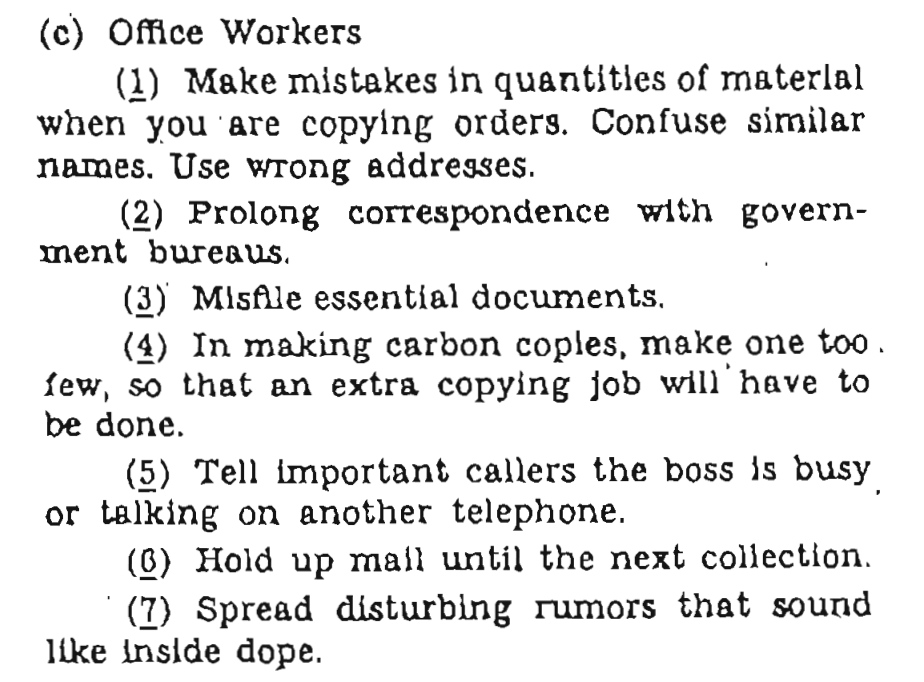 (c) Office Workers
(1) Make mistakes in quantities of material
when you are copying orders. Confuse similar
names. Use wrong addresses.
(2) Prolong correspondence with govern-
ment bureaus.
(3) Misfile essential documents.
(4) In making carbon copies, make one too
few, so that an extra copying job will have to
be done.
(5) Tell important callers the boss is busy
or talking on another telephone.
(6) Hold up mail until the next collection.
(7) Spread disturbing rumors that sound
like inside dope.